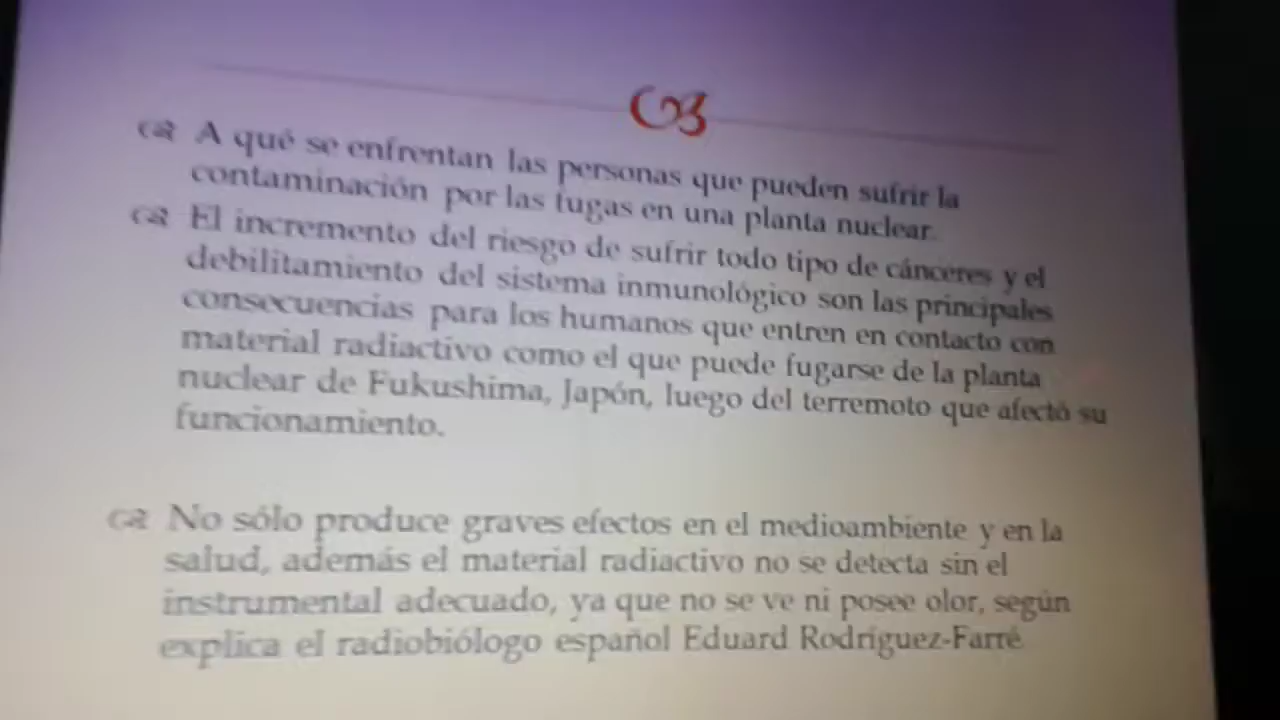 A qué se enfrentan las personas que pueden sufrir la
contaminación por las fugas en una planta nuclear.
El incremento del riesgo de sufrir todo tipo de cánceres y el
debilitamiento del sistema inmunológico son las principales
consecuencias para los humanos que entren en contacto con
material radiactivo como el que puede fugarse de la planta
nuclear de Fukushima, Japón, luego del terremoto que afectó su
funcionamiento.
No sólo produce graves efectos en el medioambiente y en la
salud, además el material radiactivo no se detecta sin el
instrumental adecuado, ya que no se ve ni posee olor, según
explica el radiobiólogo español Eduard Rodríguez-Farré